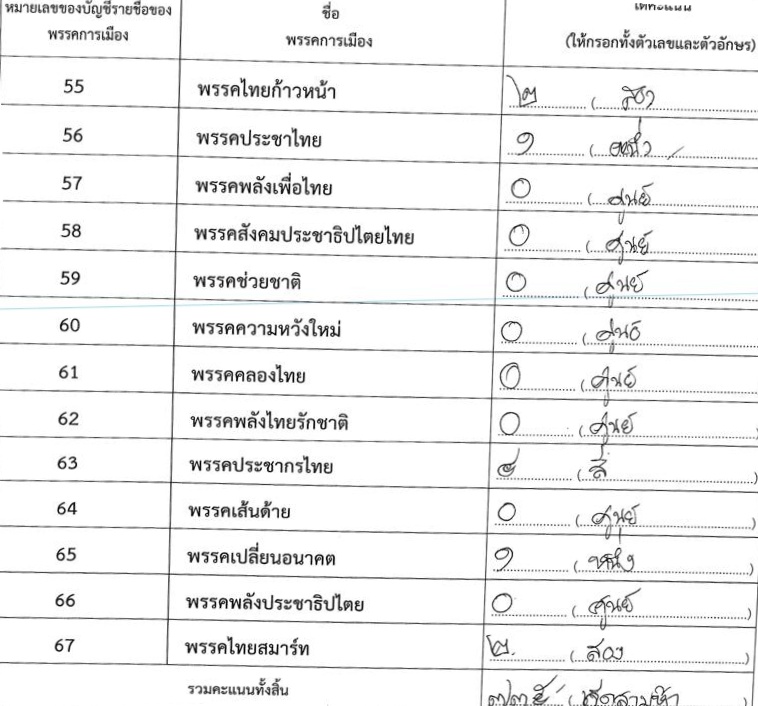 หมายเลขของบัญชีรายชื่อของ พรรคการเมือง ชื่อ พรรคการเมือง (ให้กรอกทั้งตัวเลขและตัวอักษร)
55 พรรคไทยก้าวหน้า ๒ (
56 พรรคประชาไทย ๑ ( หนึ่ง
57 พรรคพลังเพื่อไทย ๐ ( ศูนย์
58 พรรคสังคมประชาธิปไตยไทย ๐ ( ศูนย์
59 พรรคช่วยชาติ ๐ ( ศูนย์
60 พรรคความหวังใหม่ ๐ ( ศูนย์
61 พรรคคลองไทย ๐ ( ศูนย์
62 พรรคพลังไทยรักชาติ ๐ ( ศูนย์ )
63 พรรคประชากรไทย ๔ ( สี่ )
64 พรรคเส้นด้าย ๐ ( ศูนย์ )
65 พรรคเปลี่ยนอนาคต ๑ ( หนึ่ง )
66 พรรคพลังประชาธิปไตย ๐ ( ศูนย์ )
67 พรรคไทยสมาร์ท ๒ ( สอง )
รวมคะแนนทั้งสิ้น